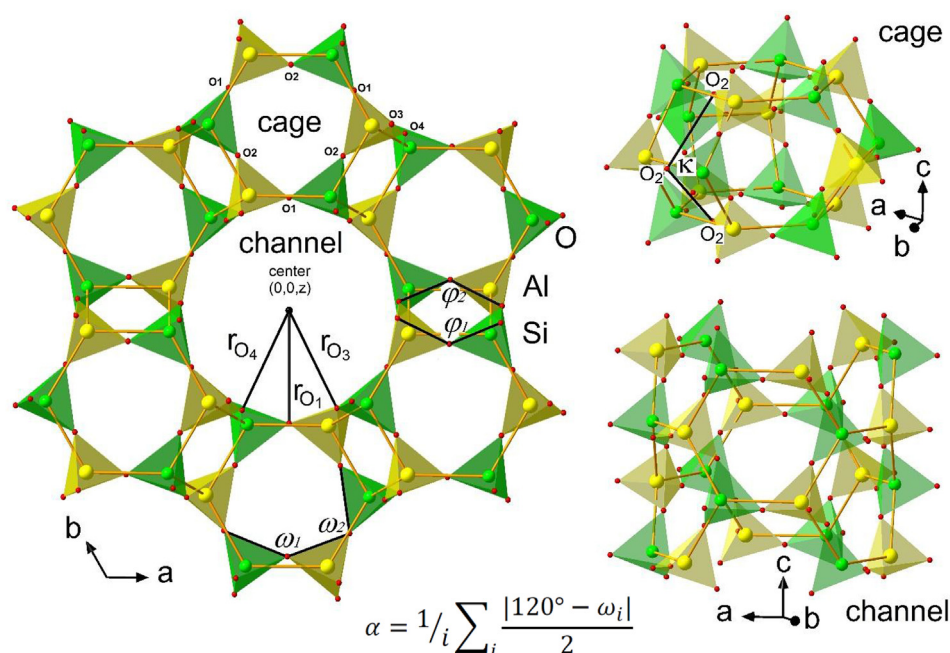 O1
O2
O1
O3
O4
cage
O2
O2
O1
channel
center
(0,0,z)
O
Al
Si
φ2
φ1
rO4
rO3
rO1
ω1
ω2
b
a
α = 1/i ∑i |120° − ωi| / 2
cage
O2
O2
κ
O2
c
a
b
c
a
b
channel